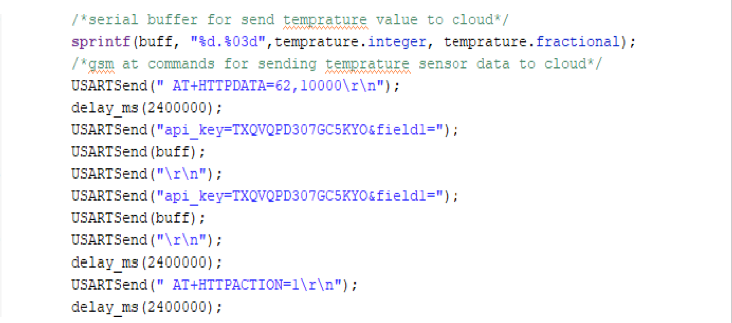 /*serial buffer for send temprature value to cloud*/
sprintf(buff, "%d.%03d",temprature.integer, temprature.fractional);
/*gsm at commands for sending temprature sensor data to cloud*/
USARTSend(" AT+HTTPDATA=62,10000\r\n");
delay_ms(2400000);
USARTSend("api_key=TXQVQPD307GC5KYO&field1=");
USARTSend(buff);
USARTSend("\r\n");
USARTSend("api_key=TXQVQPD307GC5KYO&field1=");
USARTSend(buff);
USARTSend("\r\n");
delay_ms(2400000);
USARTSend(" AT+HTTPACTION=1\r\n");
delay_ms(2400000);